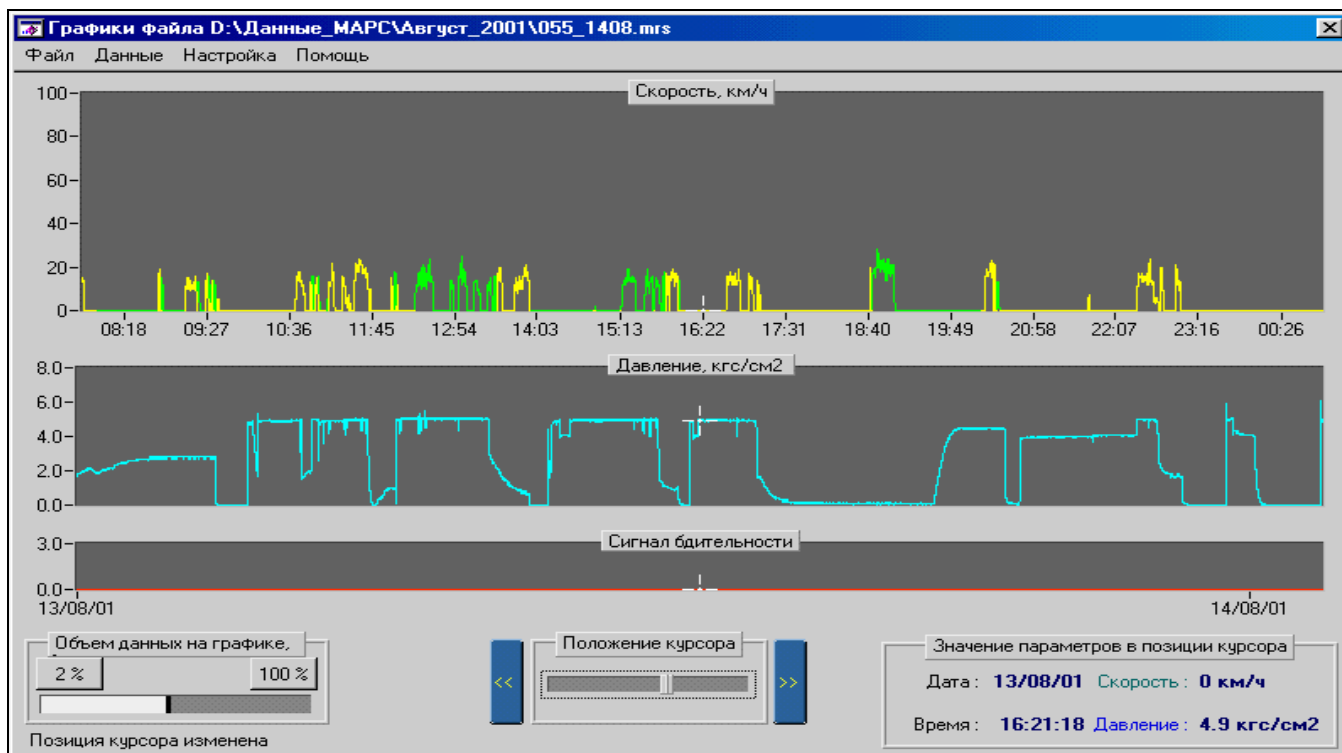 Графики файла D:\Данные_МАРС\Август_2001\055_1408.mrs
Файл Данные Настройка Помощь
Скорость, км/ч
100
80
60
40
20
0
08:18 09:27 10:36 11:45 12:54 14:03 15:13 16:22 17:31 18:40 19:49 20:58 22:07 23:16 00:26
Давление, кгс/см2
8.0
6.0
4.0
2.0
0.0
Сигнал бдительности
3.0
0.0
13/08/01 14/08/01
Объем данных на графике,
2 % 100 %
Позиция курсора изменена
<<
Положение курсора
>>
Значение параметров в позиции курсора
Дата : 13/08/01 Скорость : 0 км/ч
Время : 16:21:18 Давление : 4.9 кгс/см2